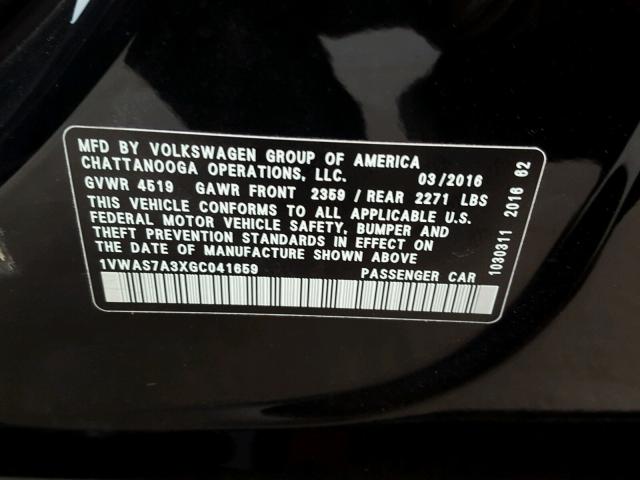 MFD BY VOLKSWAGEN GROUP OF AMERICA
CHATTANOOGA OPERATIONS, LLC. 03/2016
GVWR 4519 GAWR FRONT 2359 / REAR 2271 LBS
THIS VEHICLE CONFORMS TO ALL APPLICABLE U.S.
FEDERAL MOTOR VEHICLE SAFETY, BUMPER AND
THEFT PREVENTION STANDARDS IN EFFECT ON
THE DATE OF MANUFACTURE SHOWN ABOVE
1VWAS7A3XGC041659 PASSENGER CAR
1030311 2016 62